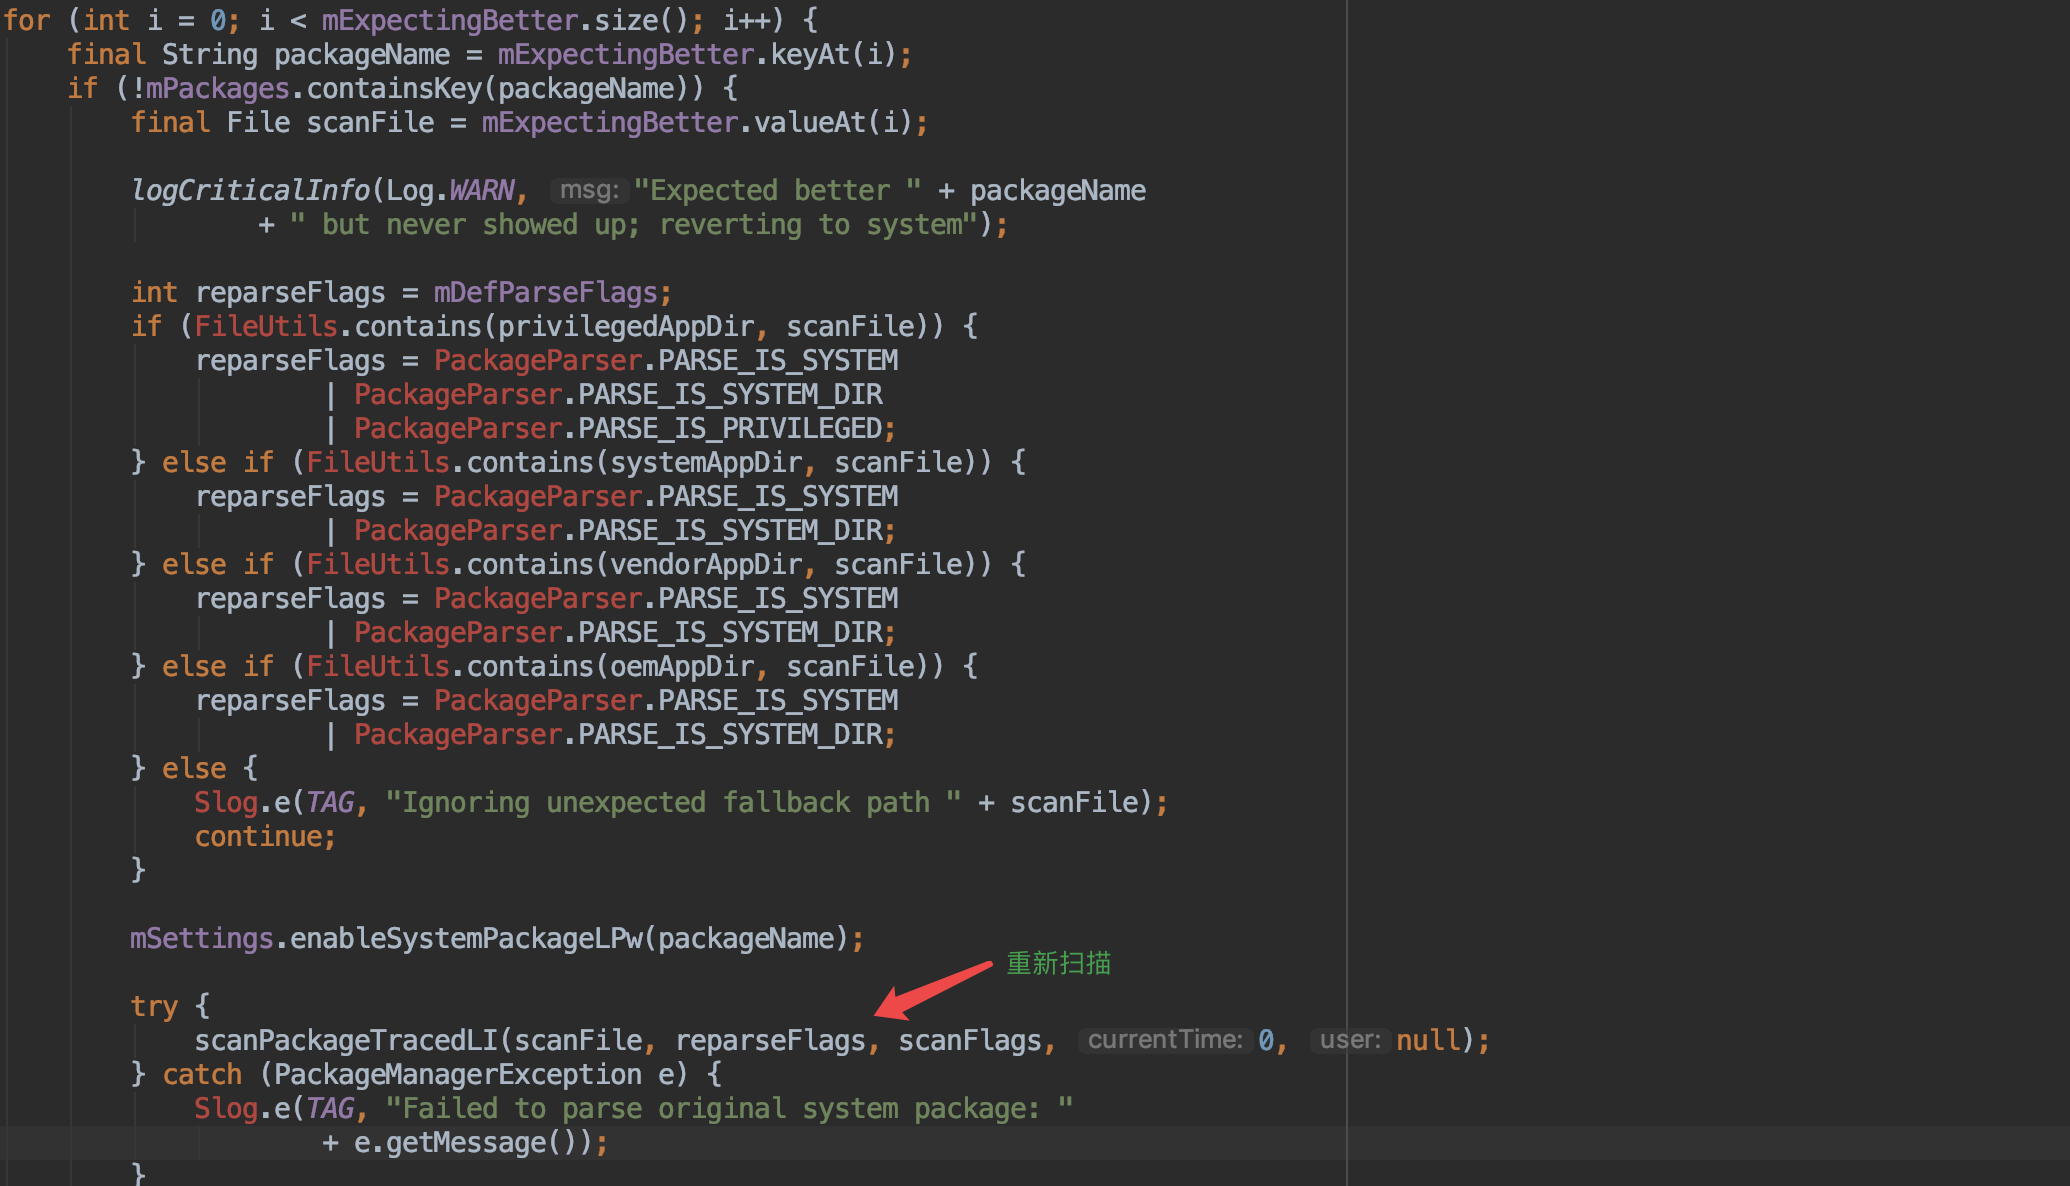 for (int i = 0; i < mExpectingBetter.size(); i++) {
    final String packageName = mExpectingBetter.keyAt(i);
    if (!mPackages.containsKey(packageName)) {
        final File scanFile = mExpectingBetter.valueAt(i);

        logCriticalInfo(Log.WARN, msg: "Expected better " + packageName
                + " but never showed up; reverting to system");

        int reparseFlags = mDefParseFlags;
        if (FileUtils.contains(privilegedAppDir, scanFile)) {
            reparseFlags = PackageParser.PARSE_IS_SYSTEM
                    | PackageParser.PARSE_IS_SYSTEM_DIR
                    | PackageParser.PARSE_IS_PRIVILEGED;
        } else if (FileUtils.contains(systemAppDir, scanFile)) {
            reparseFlags = PackageParser.PARSE_IS_SYSTEM
                    | PackageParser.PARSE_IS_SYSTEM_DIR;
        } else if (FileUtils.contains(vendorAppDir, scanFile)) {
            reparseFlags = PackageParser.PARSE_IS_SYSTEM
                    | PackageParser.PARSE_IS_SYSTEM_DIR;
        } else if (FileUtils.contains(oemAppDir, scanFile)) {
            reparseFlags = PackageParser.PARSE_IS_SYSTEM
                    | PackageParser.PARSE_IS_SYSTEM_DIR;
        } else {
            Slog.e(TAG, "Ignoring unexpected fallback path " + scanFile);
            continue;
        }

        mSettings.enableSystemPackageLPw(packageName);
重新扫描
        try {
            scanPackageTracedLI(scanFile, reparseFlags, scanFlags, currentTime: 0, user: null);
        } catch (PackageManagerException e) {
            Slog.e(TAG, "Failed to parse original system package: "
                    + e.getMessage());
        }